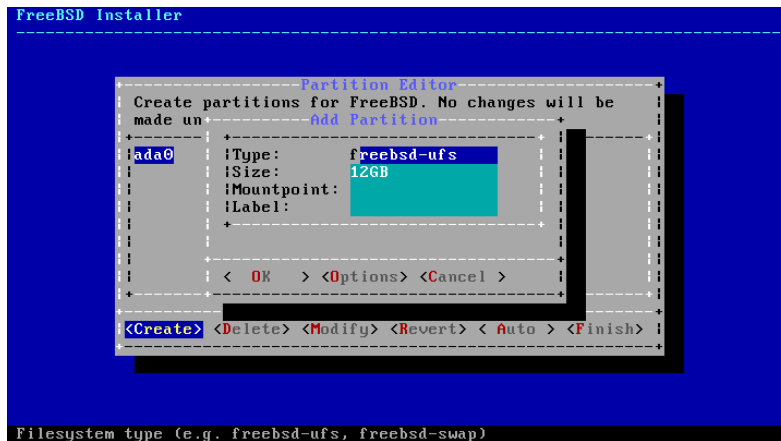 FreeBSD Installer
Partition Editor
Create partitions for FreeBSD. No changes will be
made un
Add Partition
ada0
Type: freebsd-ufs
Size: 12GB
Mountpoint:
Label:
< OK > <Options> <Cancel >
<Create> <Delete> <Modify> <Revert> < Auto > <Finish>
Filesystem type (e.g. freebsd-ufs, freebsd-swap)